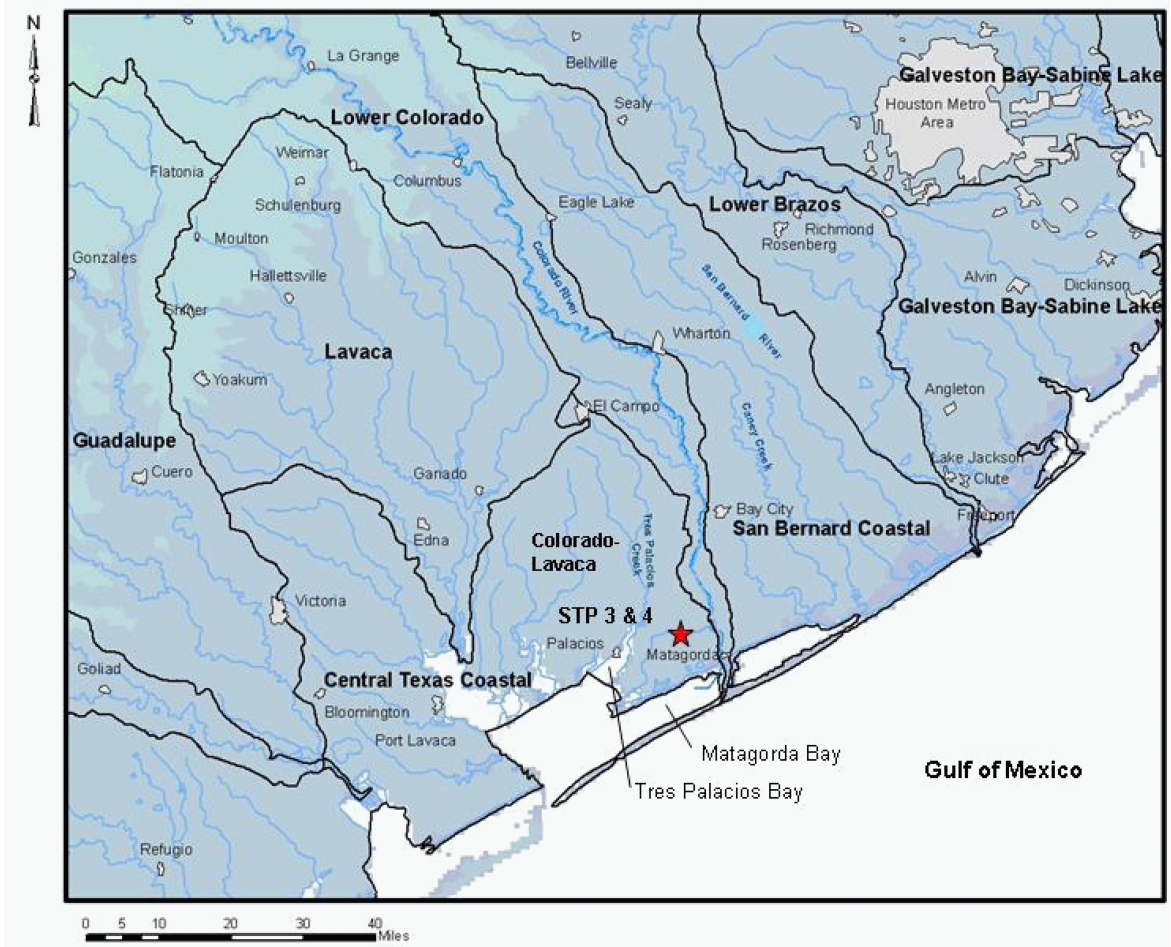 N
La Grange
Bellville
Galveston Bay-Sabine Lake
Sealy
Houston Metro
Area
Lower Colorado
Weimar
Flatonia
Columbus
Schulenburg
Eagle Lake
Lower Brazos
Richmond
Rosenberg
Moulton
Gonzales
Hallettsville
Colorado River
San Bernard
River
Alvin
Dickinson
Galveston Bay-Sabine Lake
Shiner
Wharton
Lavaca
Yoakum
Angleton
El Campo
Caney Creek
Guadalupe
Cuero
Ganado
Lake Jackson
Clute
Bay City
Freeport
San Bernard Coastal
Edna
Colorado-
Lavaca
Tres Palacios
Creek
Victoria
STP 3 & 4
Palacios
Matagorda
Goliad
Central Texas Coastal
Bloomington
Port Lavaca
Matagorda Bay
Gulf of Mexico
Tres Palacios Bay
Refugio
0 5 10 20 30 40
Miles